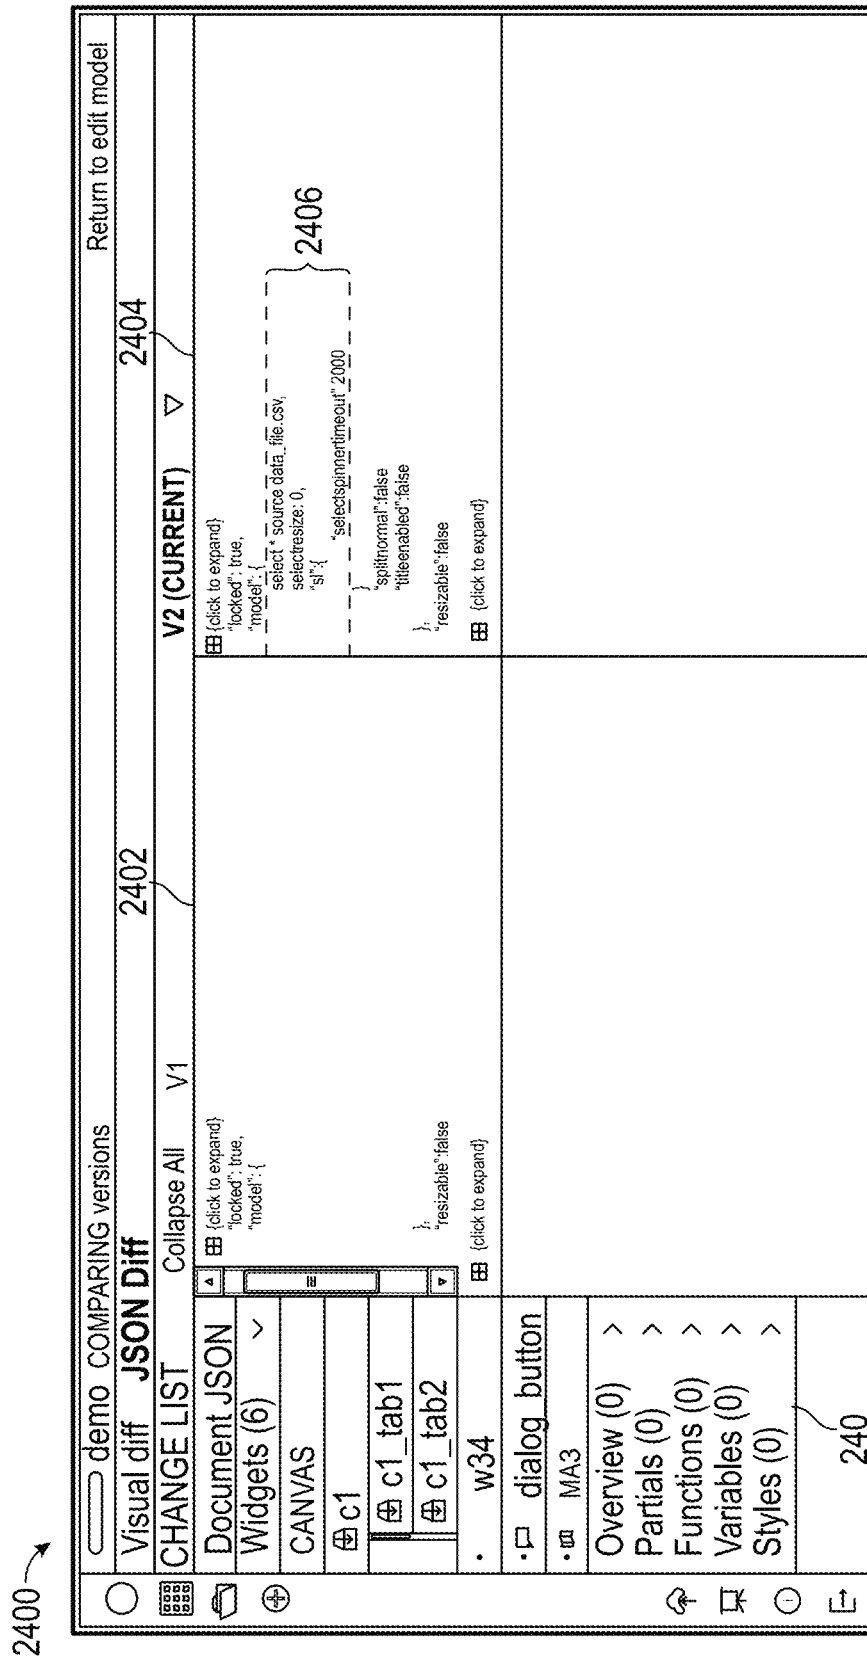 2400
demo COMPARING versions
Return to edit model
Visual diff JSON Diff
2402
2404
CHANGE LIST
Collapse All V1
V2 (CURRENT)
Document JSON
Widgets (6)
CANVAS
c1
c1_tab1
c1_tab2
w34
dialog_button
MA3
Overview (0)
Partials (0)
Functions (0)
Variables (0)
Styles (0)
240
{click to expand}
"locked": true,
"model": {
},
"resizable":false
{click to expand}
{click to expand}
"locked": true,
"model": {
select * source data_file.csv,
selectresize: 0,
"sl":{
"selectspinnertimeout" 2000
}
2406
"splitnormal":false
"titleenabled":false
},
"resizable":false
{click to expand}